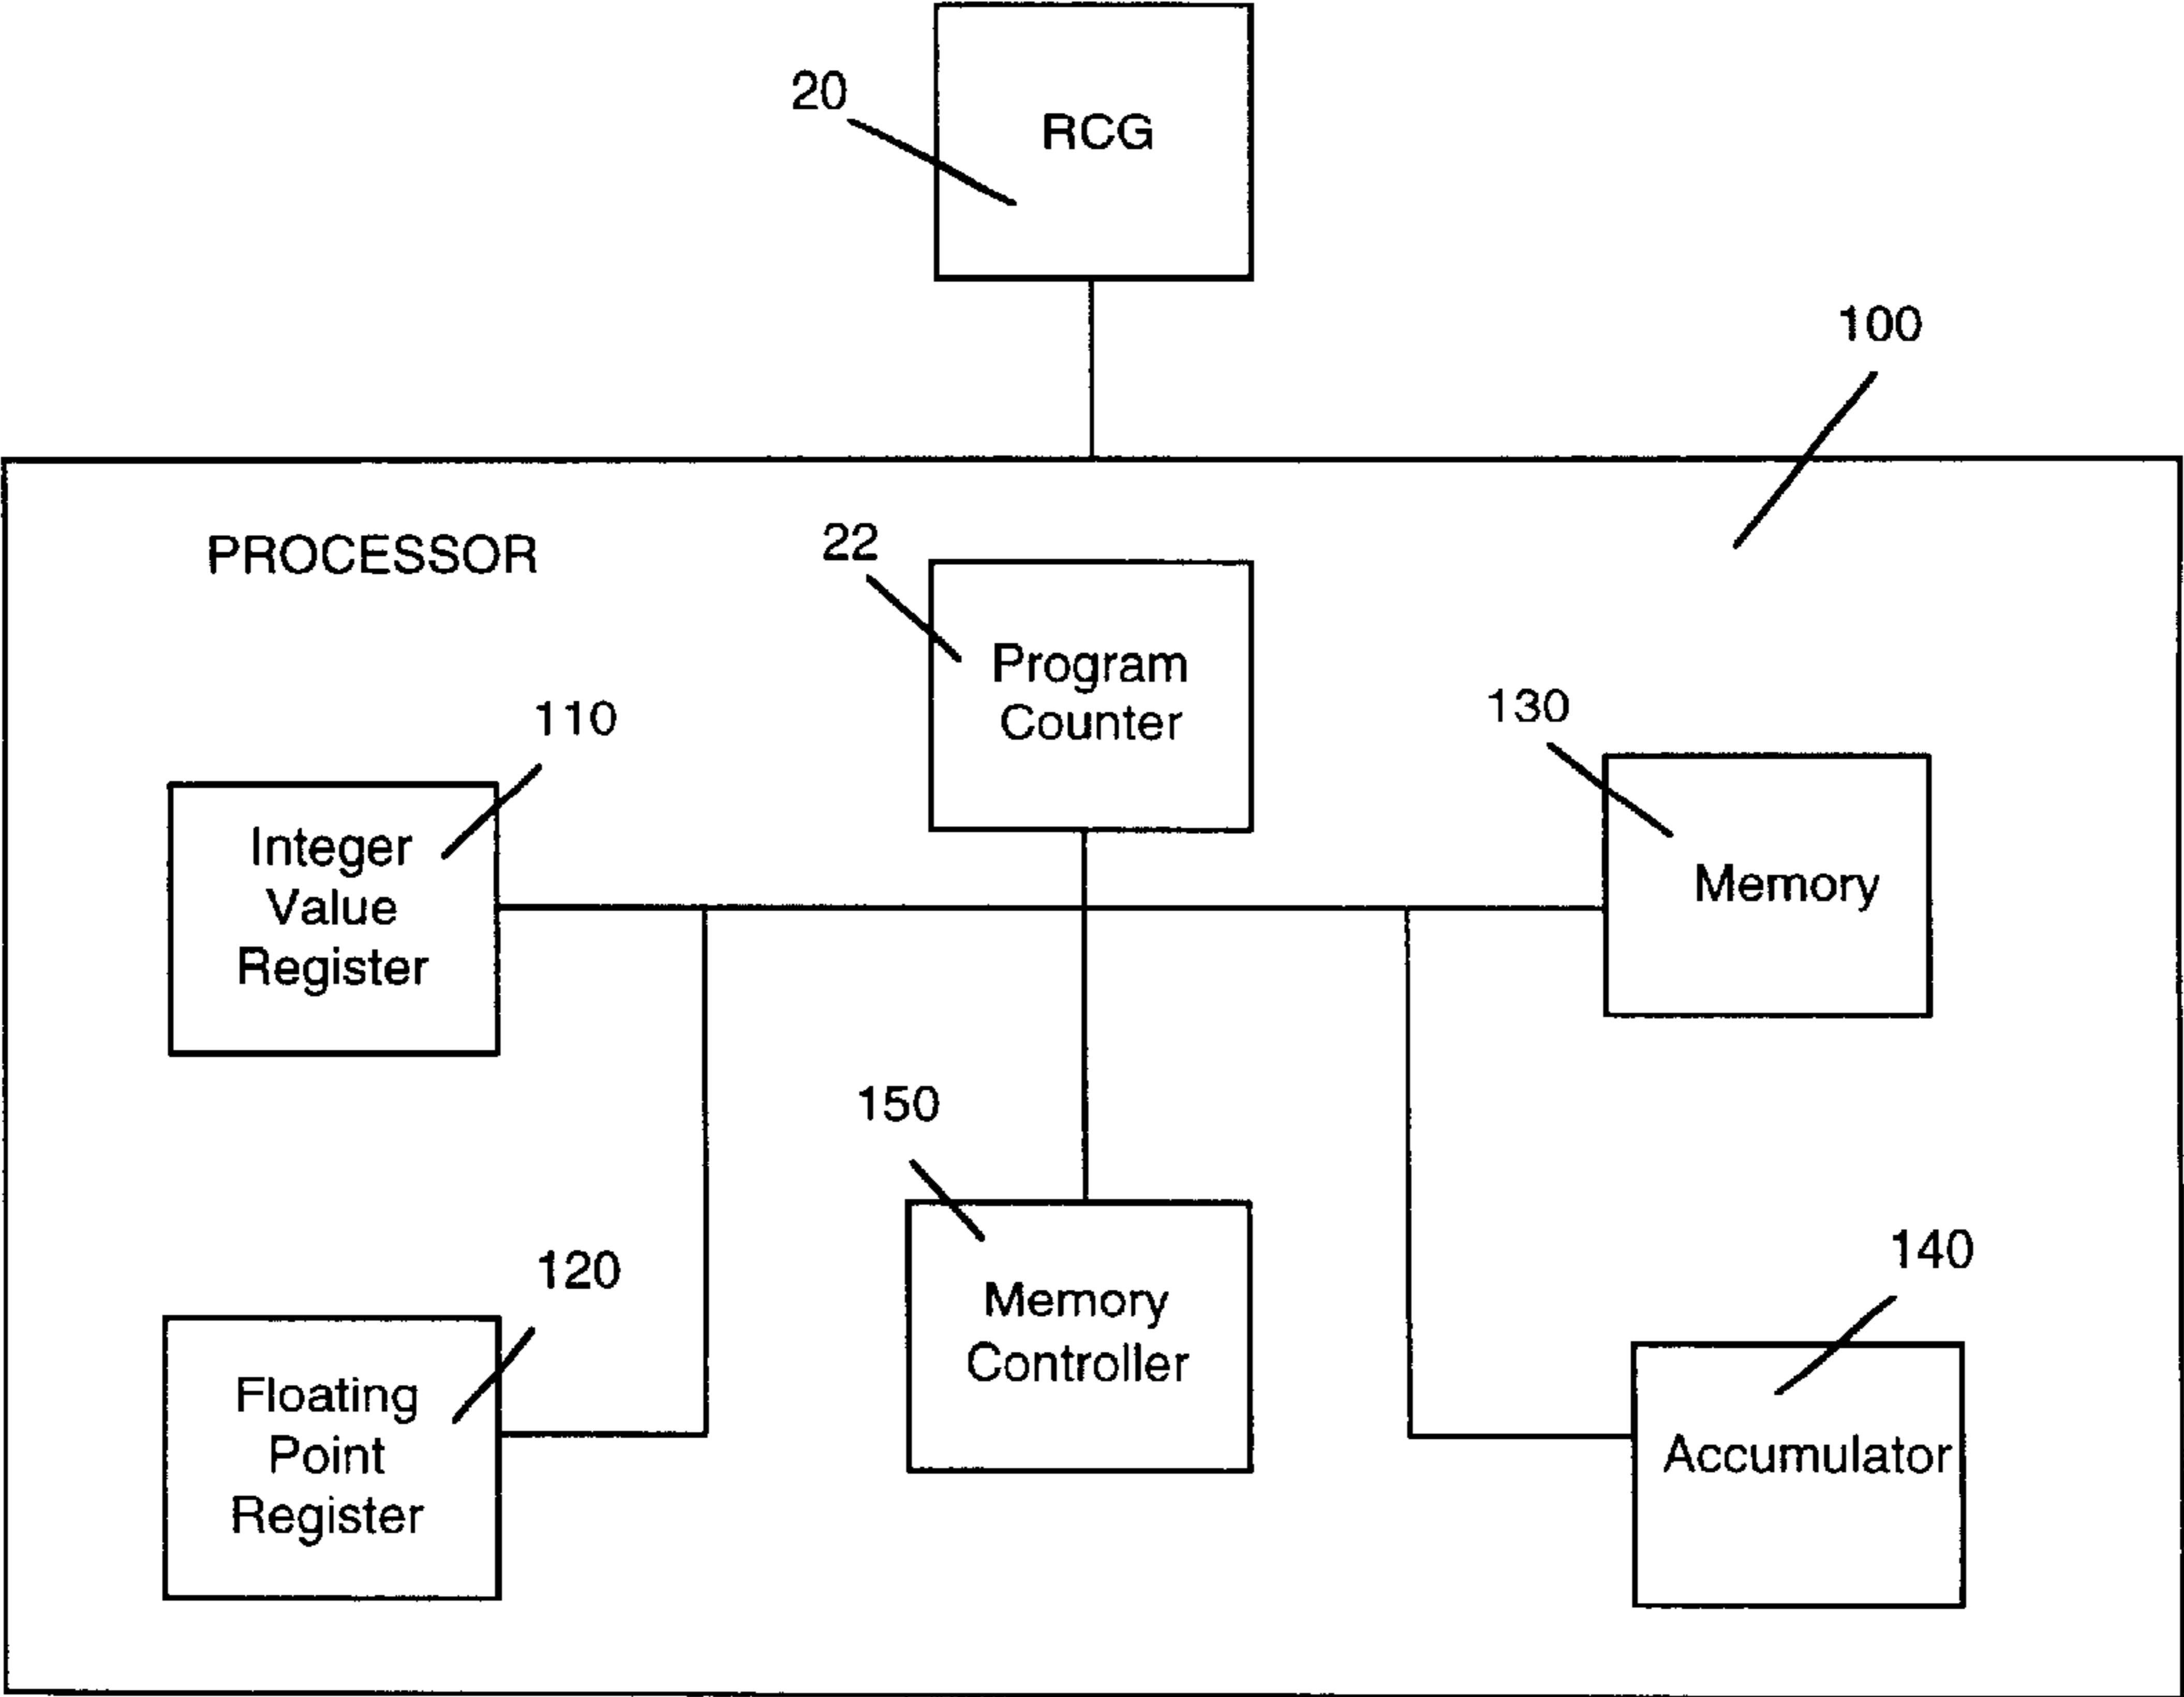 20
RCG
100
PROCESSOR
22
Program
Counter
110
130
Integer
Value
Register
Memory
150
120
140
Memory
Controller
Floating
Point
Register
Accumulator